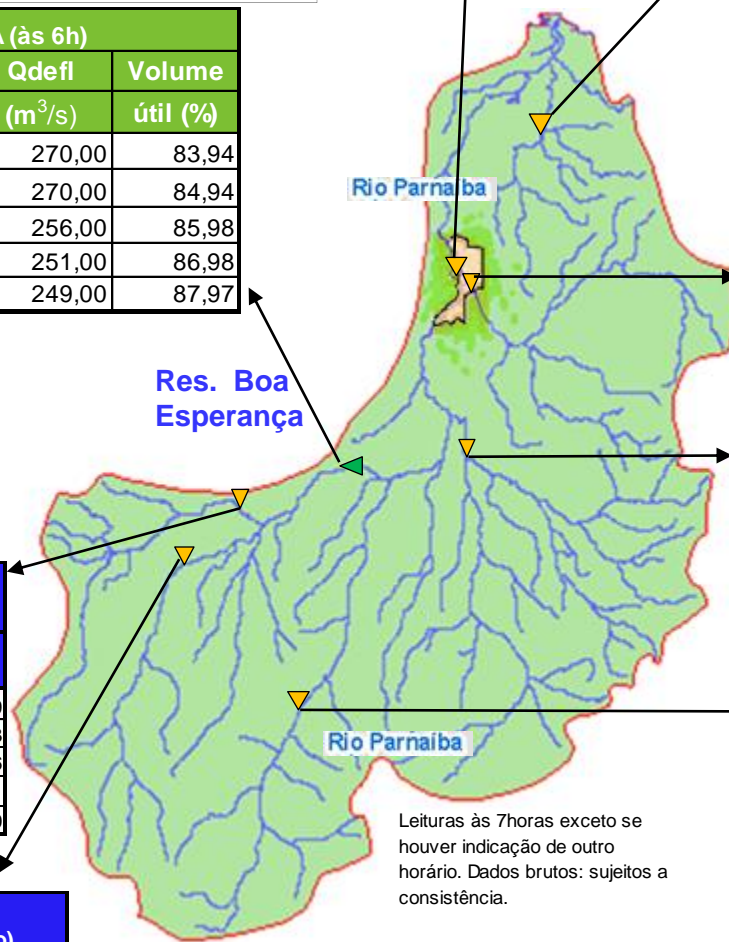 A (às 6h)
Qdefl Volume
(m³/s) útil (%)
270,00 83,94
270,00 84,94
256,00 85,98
251,00 86,98
249,00 87,97
Rio Parnaíba
Res. Boa
Esperança
Rio Parnaíba
Leituras às 7horas exceto se
houver indicação de outro
horário. Dados brutos: sujeitos a
consistência.